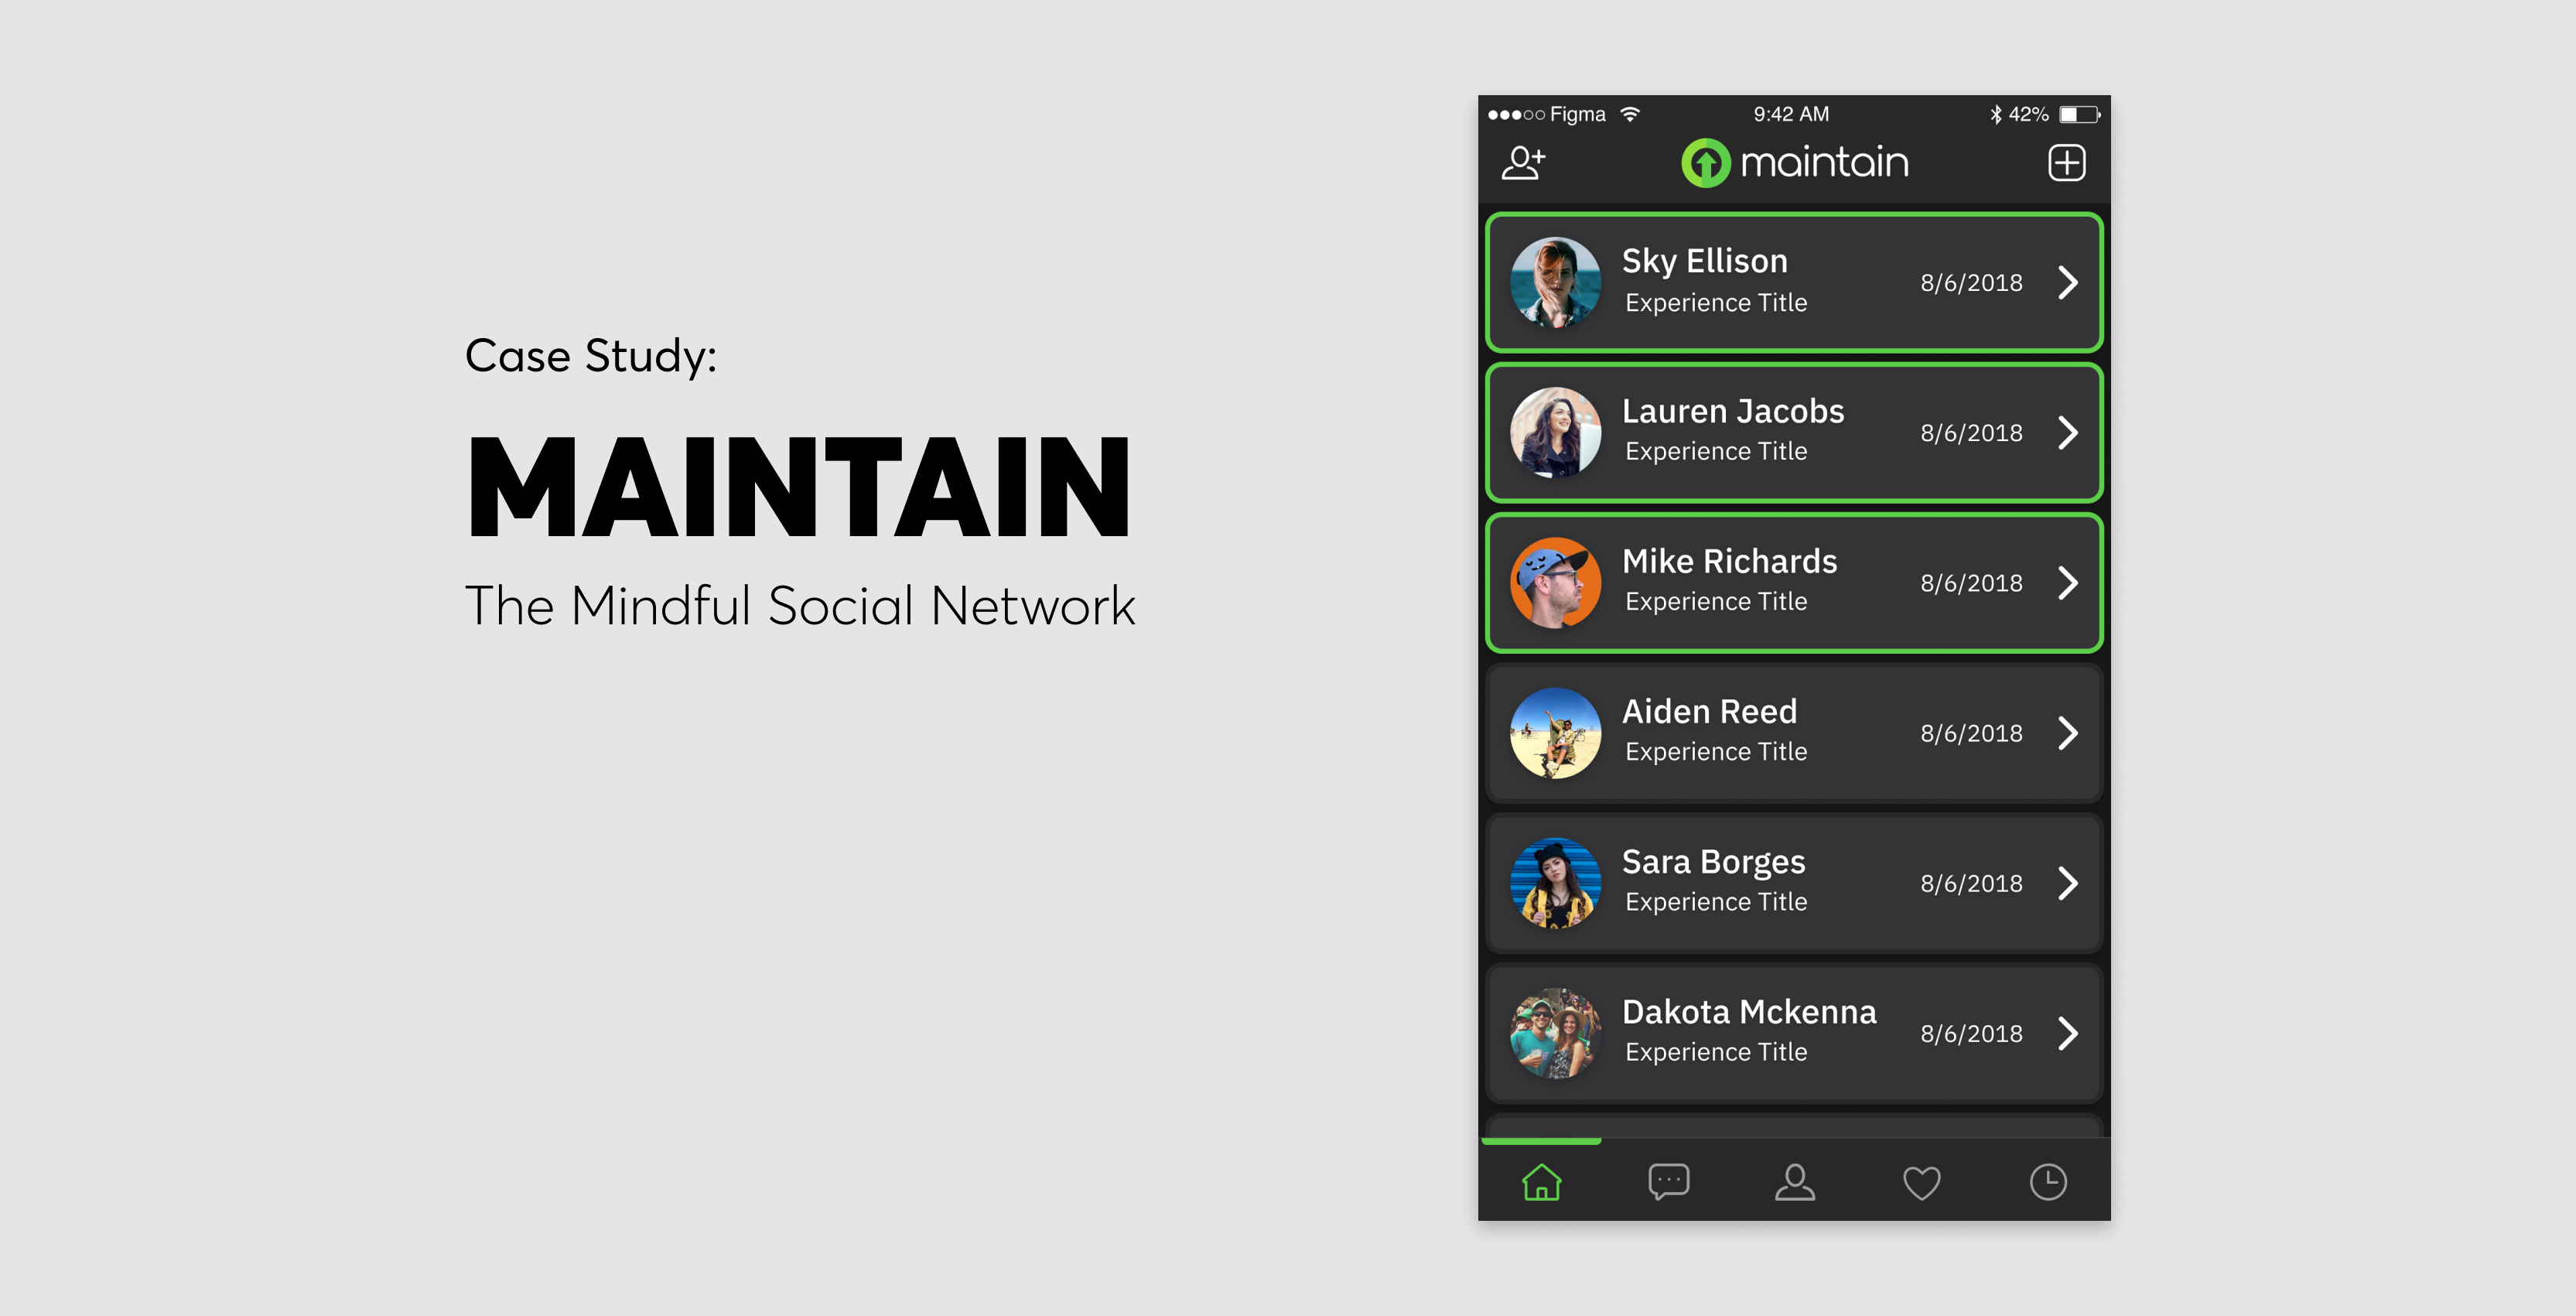 Case Study:
MAINTAIN
The Mindful Social Network
Figma 9:42 AM 42%
maintain
Sky Ellison
Experience Title
8/6/2018
Lauren Jacobs
Experience Title
8/6/2018
Mike Richards
Experience Title
8/6/2018
Aiden Reed
Experience Title
8/6/2018
Sara Borges
Experience Title
8/6/2018
Dakota Mckenna
Experience Title
8/6/2018